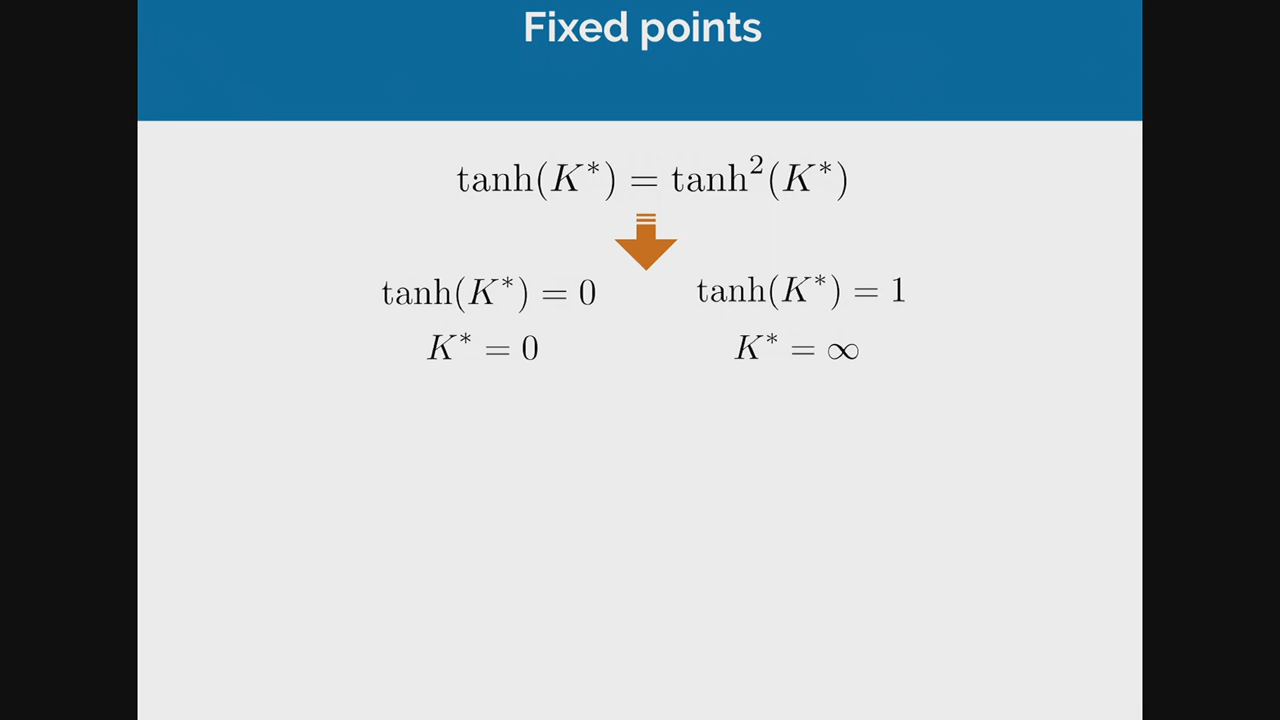 Fixed points
tanh(K*) = tanh²(K*)
tanh(K*) = 0
tanh(K*) = 1
K* = 0
K* = ∞